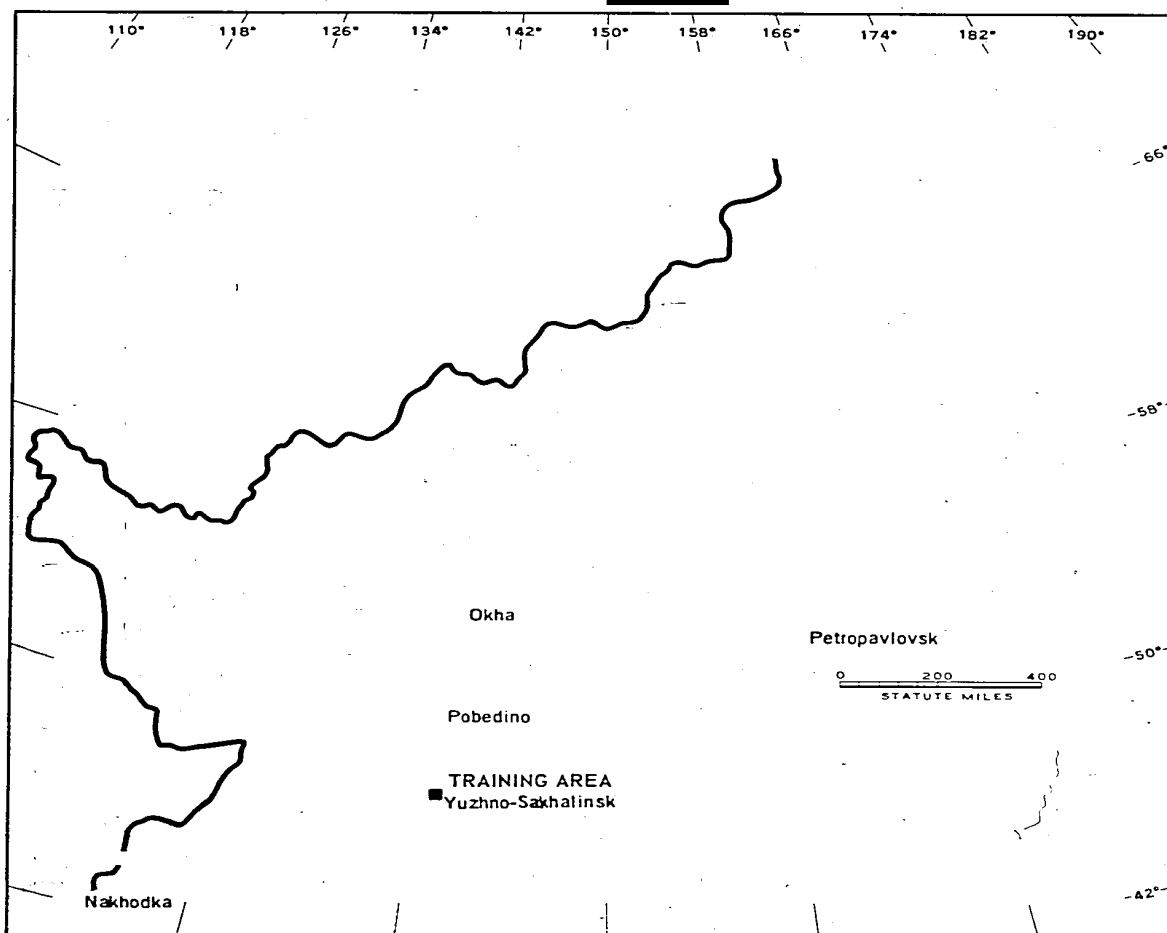 110° 118° 126° 134° 142° 150° 158° 166° 174° 182° 190°
-66°
-58°
Okha
Petropavlovsk
-50°
0 200 400
STATUTE MILES
Pobedino
TRAINING AREA
Yuzhno-Sakhalinsk
-42°
Nakhodka